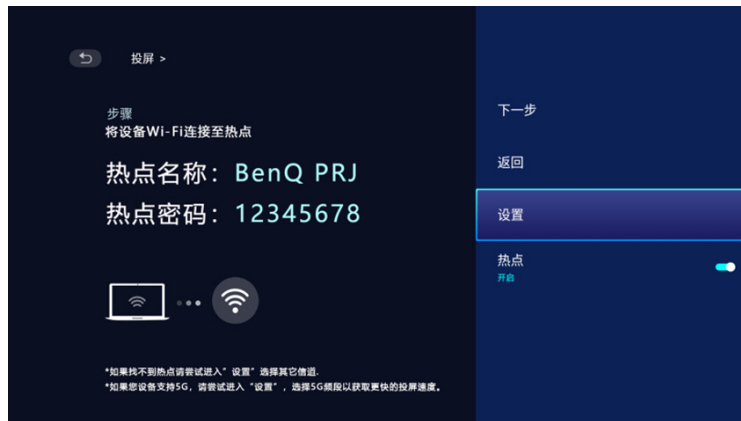 投屏 >
步骤
将设备Wi-Fi连接至热点
热点名称：BenQ PRJ
热点密码：12345678
*如果找不到热点请尝试进入"设置"选择其它信道.
*如果您设备支持5G，请尝试进入"设置"，选择5G频段以获取更快的投屏速度。
下一步
返回
设置
热点
开启